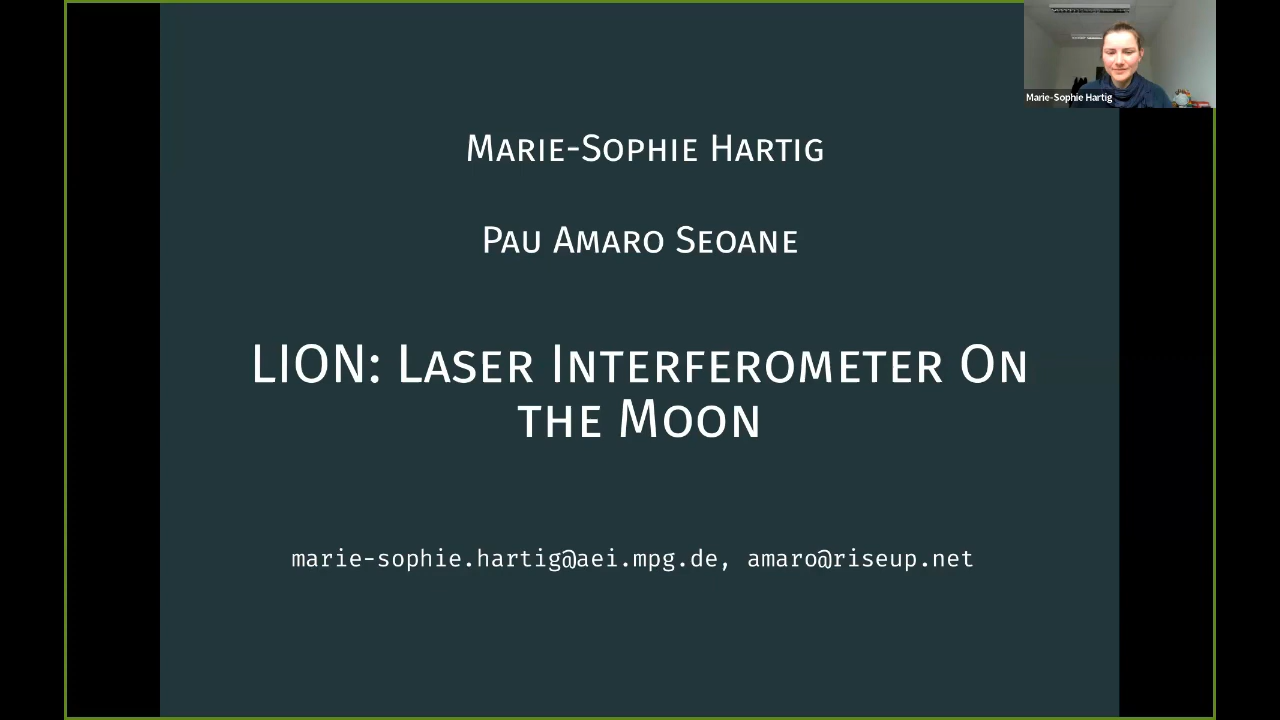 Marie-Sophie Hartig
Marie-Sophie Hartig
Pau Amaro Seoane
LION: Laser Interferometer On
the Moon
marie-sophie.hartig@aei.mpg.de, amaro@riseup.net